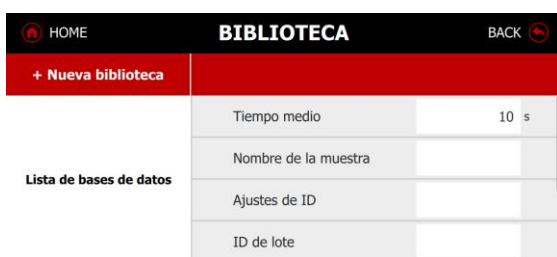 HOME BIBLIOTECA BACK
+ Nueva biblioteca
Tiempo medio 10 s
Nombre de la muestra
Lista de bases de datos
Ajustes de ID
ID de lote